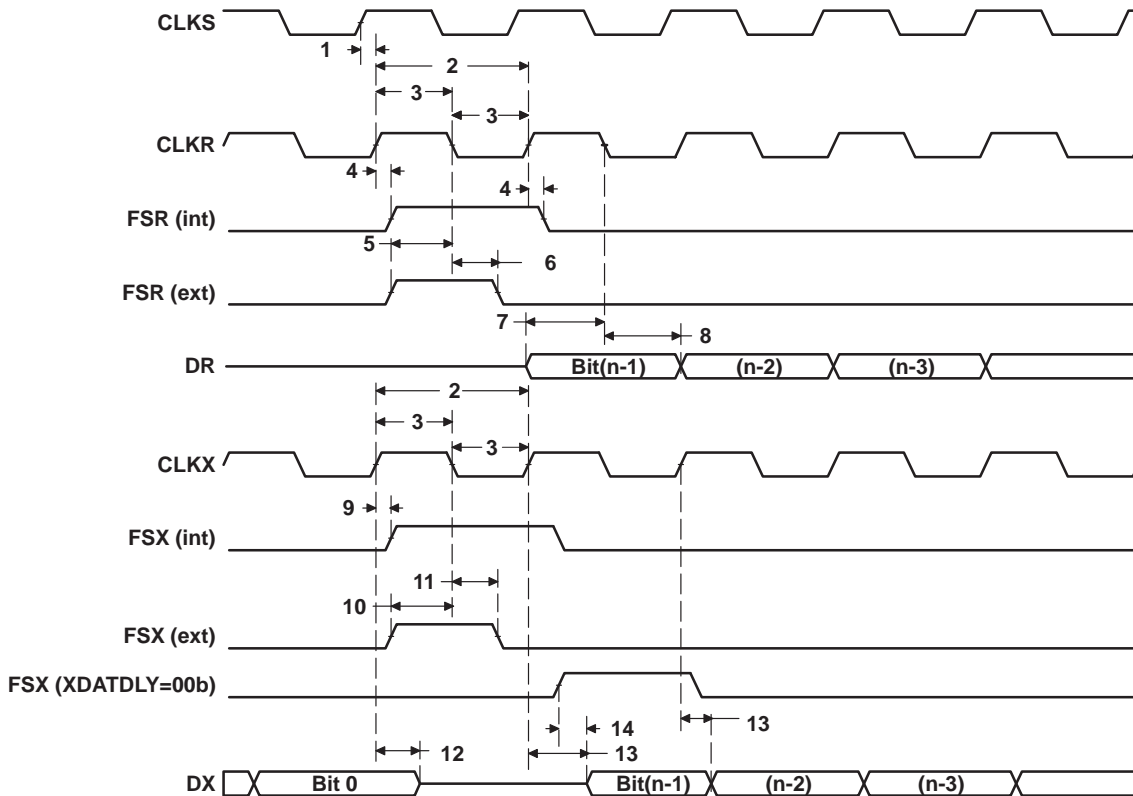 CLKS
1
2
3
3
CLKR
4
4
FSR (int)
5
6
FSR (ext)
7
8
DR Bit(n-1) (n-2) (n-3)
2
3
3
CLKX
9
FSX (int)
11
10
FSX (ext)
FSX (XDATDLY=00b)
14
13
12
13
DX Bit 0 Bit(n-1) (n-2) (n-3)